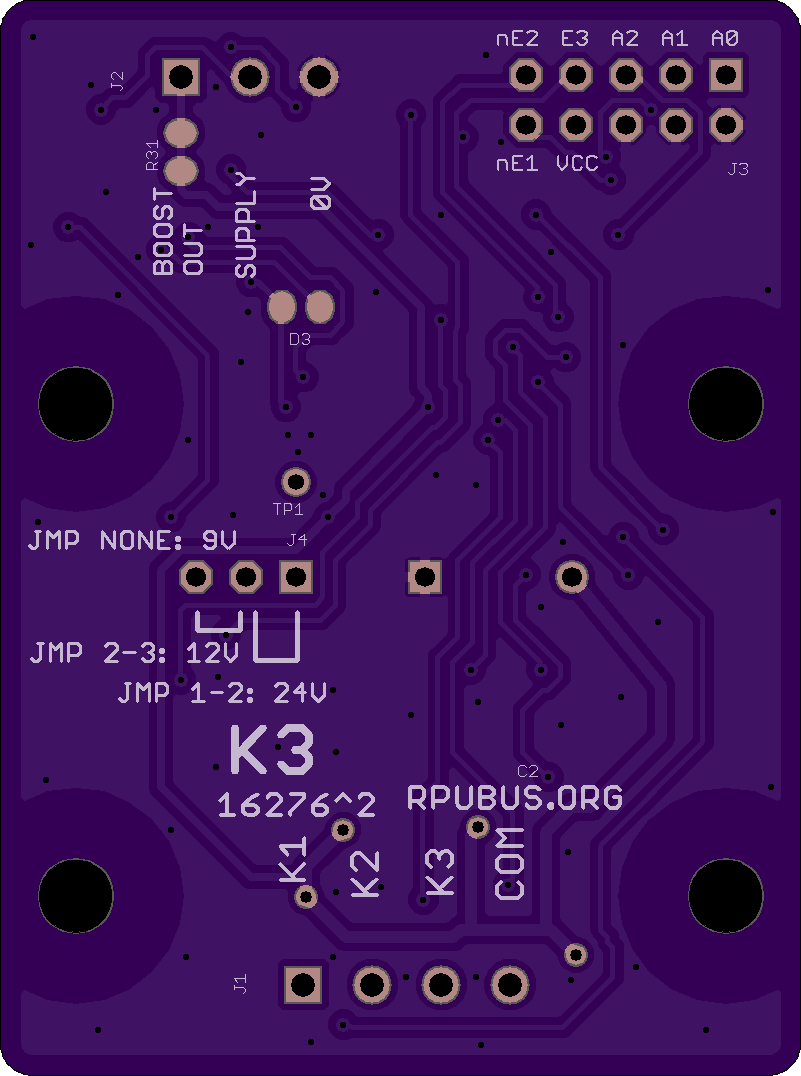 nE2 E3 A2 A1 A0
J2
R31
nE1 VCC
J3
BOOST
OUT
SUPPLY
0V
D3
TP1
JMP NONE: 9V
J4
JMP 2-3: 12V
JMP 1-2: 24V
K3
C2
16276^2
RPUBUS.ORG
K1
K2
K3
COM
J1